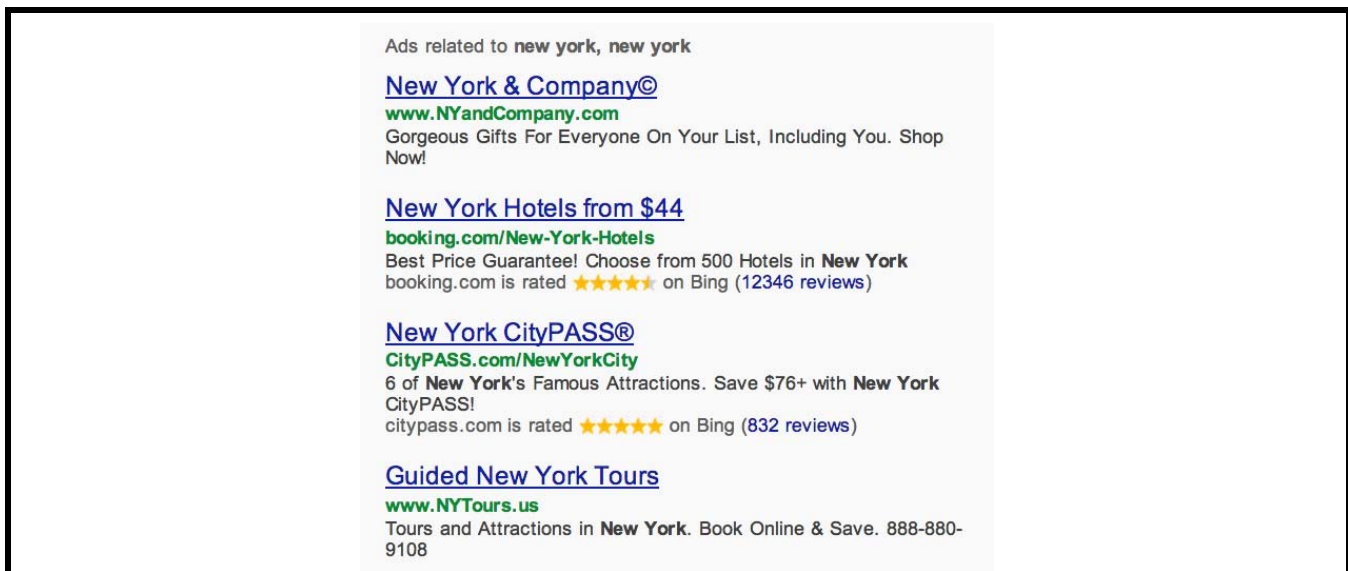 Ads related to new york, new york
New York & Company©
www.NYandCompany.com
Gorgeous Gifts For Everyone On Your List, Including You. Shop
Now!
New York Hotels from $44
booking.com/New-York-Hotels
Best Price Guarantee! Choose from 500 Hotels in New York
booking.com is rated ★★★★★ on Bing (12346 reviews)
New York CityPASS®
CityPASS.com/NewYorkCity
6 of New York's Famous Attractions. Save $76+ with New York
CityPASS!
citypass.com is rated ★★★★★ on Bing (832 reviews)
Guided New York Tours
www.NYTours.us
Tours and Attractions in New York. Book Online & Save. 888-880-
9108